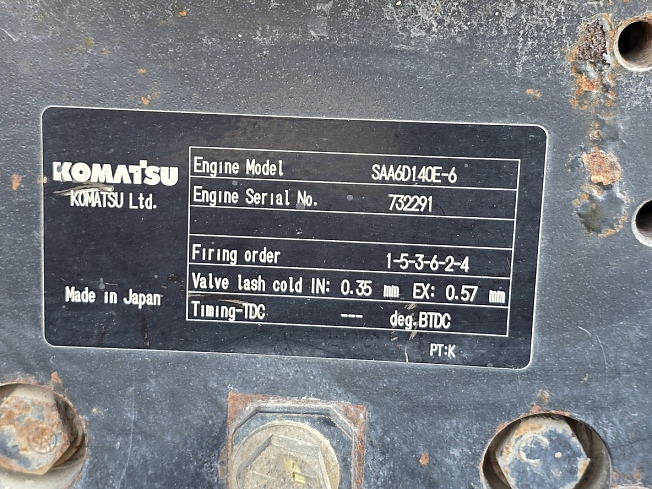 KOMATSU
KOMATSU Ltd.
Made in Japan
Engine Model SAA6D140E-6
Engine Serial No. 732291
Firing order 1-5-3-6-2-4
Valve lash cold IN: 0.35 mm EX: 0.57 mm
Timing-TDC --- deg.BTDC
PT:K